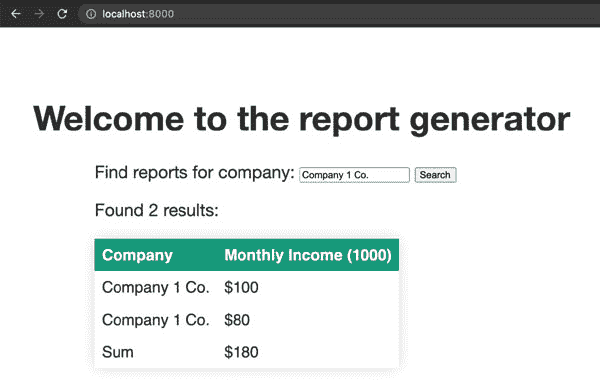 localhost:8000
Welcome to the report generator
Find reports for company: Company 1 Co. Search
Found 2 results:
Company Monthly Income (1000)
Company 1 Co. $100
Company 1 Co. $80
Sum $180